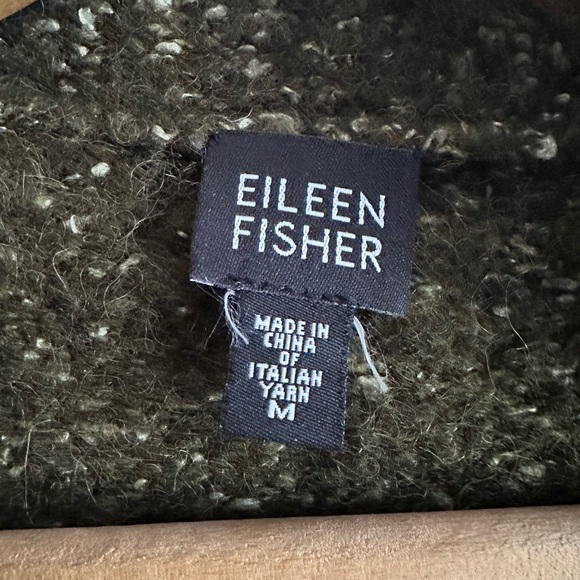 EILEEN
FISHER
MADE IN
CHINA
OF
ITALIAN
YARN
M